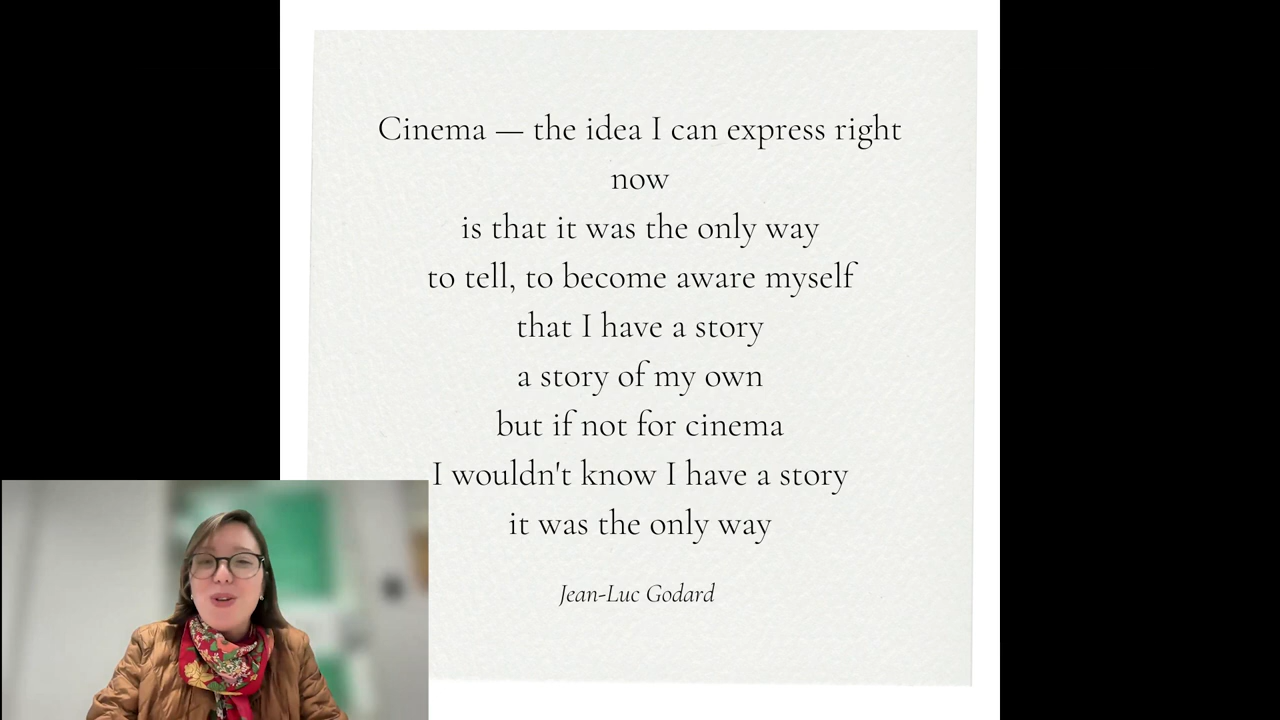 Cinema — the idea I can express right
now
is that it was the only way
to tell, to become aware myself
that I have a story
a story of my own
but if not for cinema
I wouldn't know I have a story
it was the only way
Jean-Luc Godard